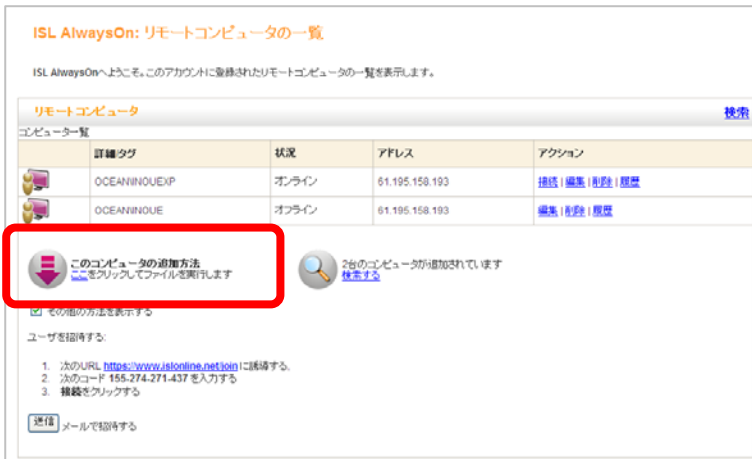 ISL AlwaysOn: リモートコンピュータの一覧
ISL AlwaysOnへようこそ。このアカウントに登録されたリモートコンピュータの一覧を表示します。
リモートコンピュータ 検索
コンピュータ一覧
詳細タグ 状況 アドレス アクション
OCEANINOUEXP オンライン 61.195.158.193 接続 | 編集 | 削除 | 履歴
OCEANINOUE オフライン 61.195.158.193 編集 | 削除 | 履歴
このコンピュータの追加方法
ここをクリックしてファイルを実行します
2台のコンピュータが追加されています
検索する
その他の方法を表示する
ユーザを招待する:
1. 次のURL https://www.islonline.net/join に誘導する.
2. 次のコード 155-274-271-437 を入力する
3. 接続をクリックする
送信 メールで招待する